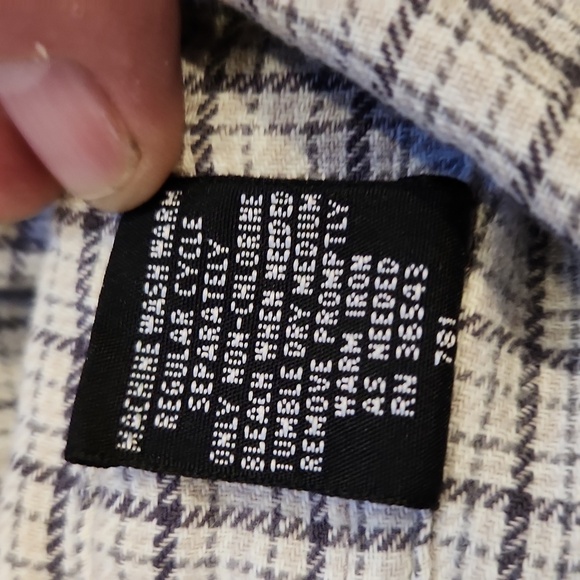 MACHINE WASH WARM
REGULAR CYCLE
SEPARATELY
ONLY NON CHLORINE
BLEACH WHEN NEEDED
TUMBLE DRY MEDIUM
REMOVE PROMPTLY
WARM IRON
AS NEEDED
RN 36543
781